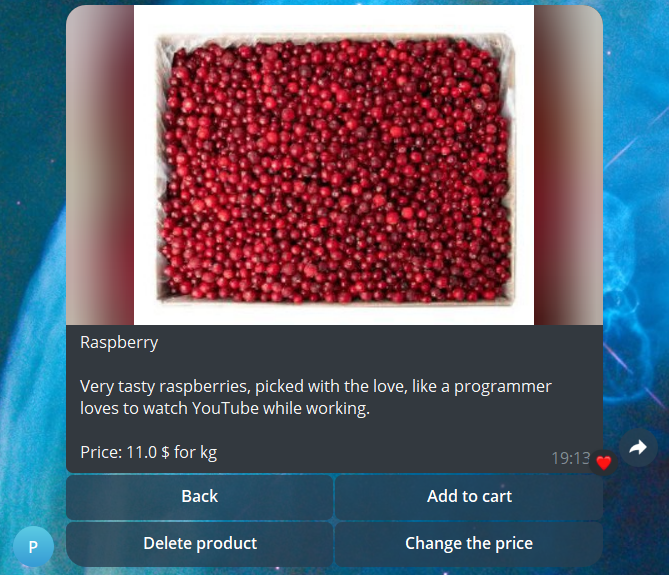 Raspberry
Very tasty raspberries, picked with the love, like a programmer
loves to watch YouTube while working.
Price: 11.0 $ for kg
19:13
Back
Add to cart
P
Delete product
Change the price